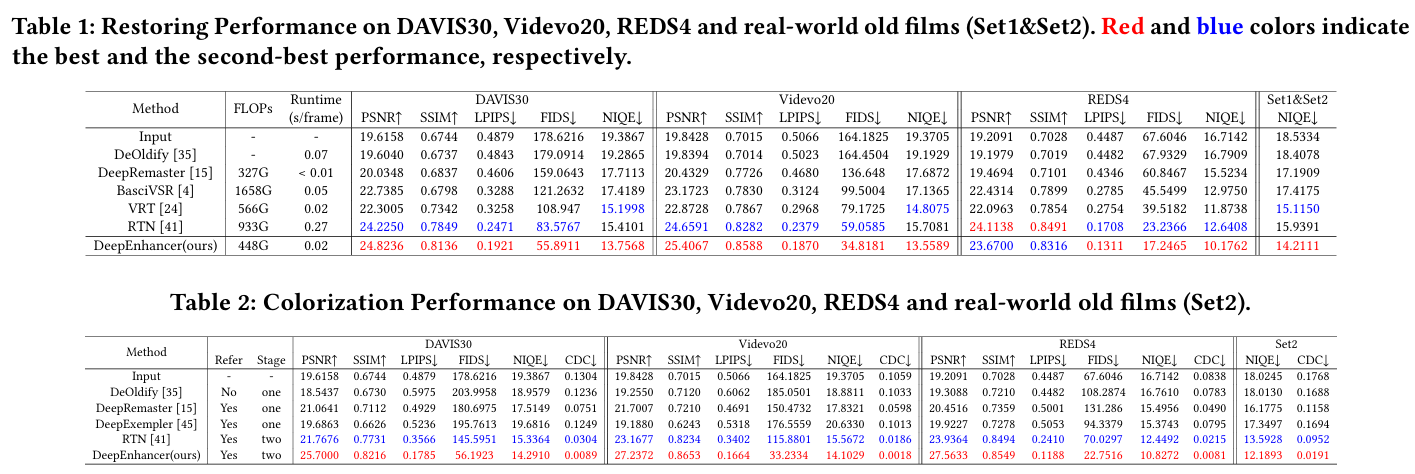 Table 1: Restoring Performance on DAVIS30, Videvo20, REDS4 and real-world old films (Set1&Set2). Red and blue colors indicate
the best and the second-best performance, respectively.
Method FLOPs Runtime (s/frame) DAVIS30 Videvo20 REDS4 Set1&Set2
PSNR↑ SSIM↑ LPIPS↓ FIDS↓ NIQE↓ PSNR↑ SSIM↑ LPIPS↓ FIDS↓ NIQE↓ PSNR↑ SSIM↑ LPIPS↓ FIDS↓ NIQE↓ NIQE↓
Input - - 19.6158 0.6744 0.4879 178.6216 19.3867 19.8428 0.7015 0.5066 164.1825 19.3705 19.2091 0.7028 0.4487 67.6046 16.7142 18.5334
DeOldify [35] - 0.07 19.6040 0.6737 0.4843 179.0914 19.2865 19.8394 0.7014 0.5023 164.4504 19.1929 19.1979 0.7019 0.4482 67.9329 16.7909 18.4078
DeepRemaster [15] 327G < 0.01 20.0348 0.6837 0.4606 159.0643 17.7113 20.4329 0.7726 0.4680 136.648 17.6872 19.4694 0.7101 0.4346 60.8467 15.5234 17.1909
BasciVSR [4] 1658G 0.05 22.7385 0.6798 0.3288 121.2632 17.4189 23.1723 0.7830 0.3124 99.5004 17.1365 22.4314 0.7899 0.2785 45.5499 12.9750 17.4175
VRT [24] 566G 0.02 22.3005 0.7342 0.3258 108.947 15.1998 22.8728 0.7867 0.2968 79.1725 14.8075 22.0963 0.7854 0.2754 39.5182 11.8738 15.1150
RTN [41] 933G 0.27 24.2250 0.7849 0.2471 83.5767 15.4101 24.6591 0.8282 0.2379 59.0585 15.7081 24.1138 0.8491 0.1708 23.2366 12.6408 15.9391
DeepEnhancer(ours) 448G 0.02 24.8236 0.8136 0.1921 55.8911 13.7568 25.4067 0.8588 0.1870 34.8181 13.5589 23.6700 0.8316 0.1311 17.2465 10.1762 14.2111
Table 2: Colorization Performance on DAVIS30, Videvo20, REDS4 and real-world old films (Set2).
Method DAVIS30 Videvo20 REDS4 Set2
Refer Stage PSNR↑ SSIM↑ LPIPS↓ FIDS↓ NIQE↓ CDC↓ PSNR↑ SSIM↑ LPIPS↓ FIDS↓ NIQE↓ CDC↓ PSNR↑ SSIM↑ LPIPS↓ FIDS↓ NIQE↓ CDC↓ NIQE↓ CDC↓
Input - - 19.6158 0.6744 0.4879 178.6216 19.3867 0.1304 19.8428 0.7015 0.5066 164.1825 19.3705 0.1059 19.2091 0.7028 0.4487 67.6046 16.7142 0.0838 18.0245 0.1768
DeOldify [35] No one 18.5437 0.6730 0.5975 203.9958 18.9579 0.1236 19.2550 0.7120 0.6062 185.0501 18.8811 0.1033 19.3088 0.7210 0.4482 108.2874 16.7610 0.0783 18.0130 0.1688
DeepRemaster [15] Yes one 21.0641 0.7112 0.4929 180.6975 17.5149 0.0751 21.7007 0.7210 0.4691 150.4732 17.8321 0.0598 20.4516 0.7359 0.5001 131.286 15.4956 0.0490 16.1775 0.1158
DeepExempler [45] Yes one 19.6863 0.6626 0.5236 195.7613 19.6816 0.1249 19.1880 0.6243 0.5318 176.5559 20.6330 0.1013 19.9227 0.7278 0.5053 94.3379 15.3743 0.0795 17.3497 0.1694
RTN [41] Yes two 21.7676 0.7731 0.3566 145.5951 15.3364 0.0304 23.1677 0.8234 0.3402 115.8801 15.5672 0.0186 23.9364 0.8494 0.2410 70.0297 12.4492 0.0215 13.5928 0.0952
DeepEnhancer(ours) Yes two 25.7000 0.8216 0.1785 56.1923 14.2910 0.0089 27.2372 0.8653 0.1664 33.2334 14.1029 0.0018 27.5633 0.8549 0.1188 22.7516 10.8272 0.0081 12.1893 0.0191